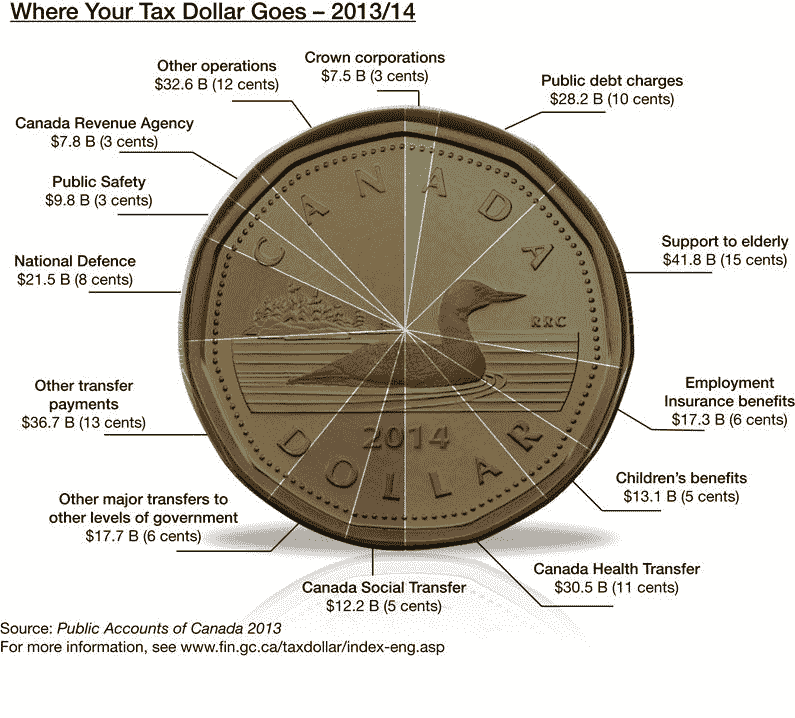 Where Your Tax Dollar Goes – 2013/14
Crown corporations
$7.5 B (3 cents)
Public debt charges
$28.2 B (10 cents)
Support to elderly
$41.8 B (15 cents)
Employment
Insurance benefits
$17.3 B (6 cents)
Children's benefits
$13.1 B (5 cents)
Canada Health Transfer
$30.5 B (11 cents)
Canada Social Transfer
$12.2 B (5 cents)
Other major transfers to
other levels of government
$17.7 B (6 cents)
Other transfer
payments
$36.7 B (13 cents)
National Defence
$21.5 B (8 cents)
Public Safety
$9.8 B (3 cents)
Canada Revenue Agency
$7.8 B (3 cents)
Other operations
$32.6 B (12 cents)
CANADA
RRC
2014
DOLLAR
Source: Public Accounts of Canada 2013
For more information, see www.fin.gc.ca/taxdollar/index-eng.asp